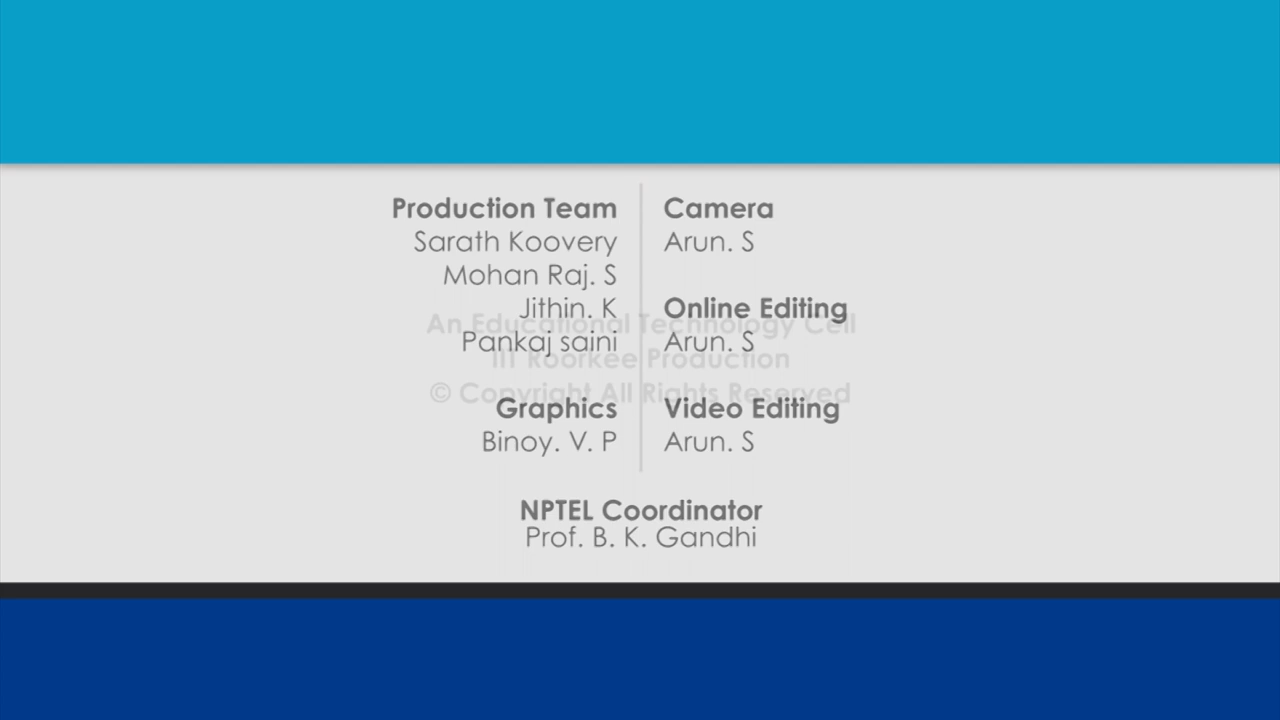 Production Team
Sarath Koovery
Mohan Raj. S
Jithin. K
Pankaj saini
Graphics
Binoy. V. P
Camera
Arun. S
Online Editing
Arun. S
Video Editing
Arun. S
An Educational Technology Cell
IIT Roorkee Production
© Copyright All Rights Reserved
NPTEL Coordinator
Prof. B. K. Gandhi